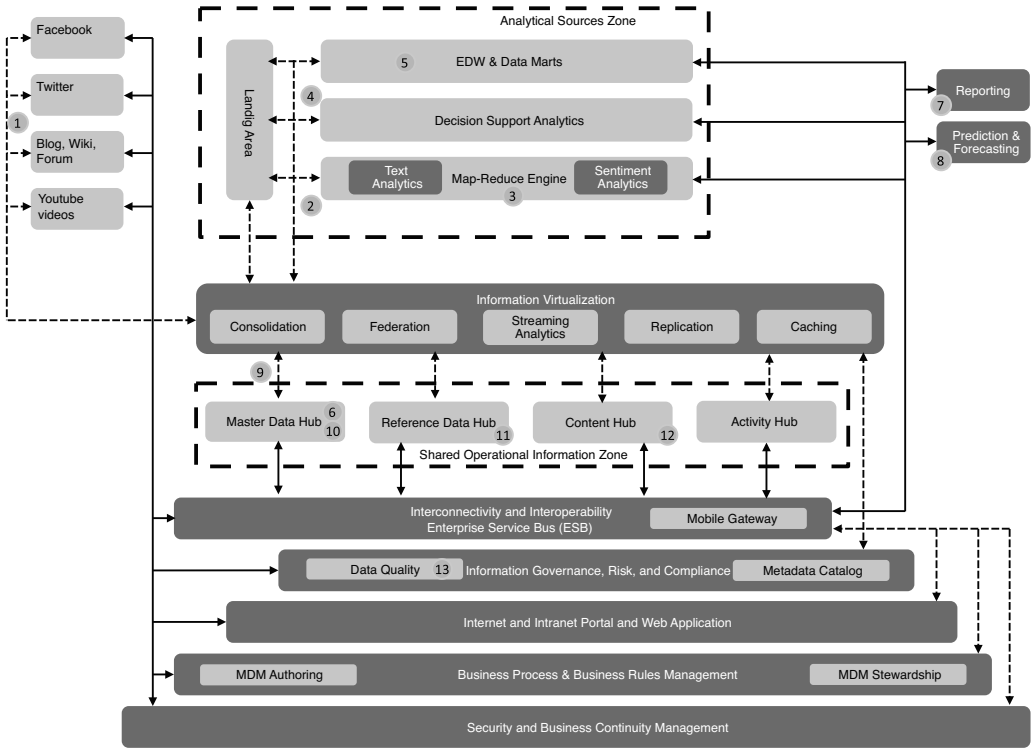 Analytical Sources Zone
Facebook
Twitter
1
Blog, Wiki,
Forum
Youtube
videos
Landig Area
5
EDW & Data Marts
4
Decision Support Analytics
Text
Analytics
Map-Reduce Engine
Sentiment
Analytics
3
2
Reporting
7
Prediction &
Forecasting
8
Information Virtualization
Consolidation
Federation
Streaming
Analytics
Replication
Caching
9
Master Data Hub
6
10
Reference Data Hub
11
Content Hub
12
Activity Hub
Shared Operational Information Zone
Interconnectivity and Interoperability
Enterprise Service Bus (ESB)
Mobile Gateway
Data Quality
13
Information Governance, Risk, and Compliance
Metadata Catalog
Internet and Intranet Portal and Web Application
MDM Authoring
Business Process & Business Rules Management
MDM Stewardship
Security and Business Continuity Management